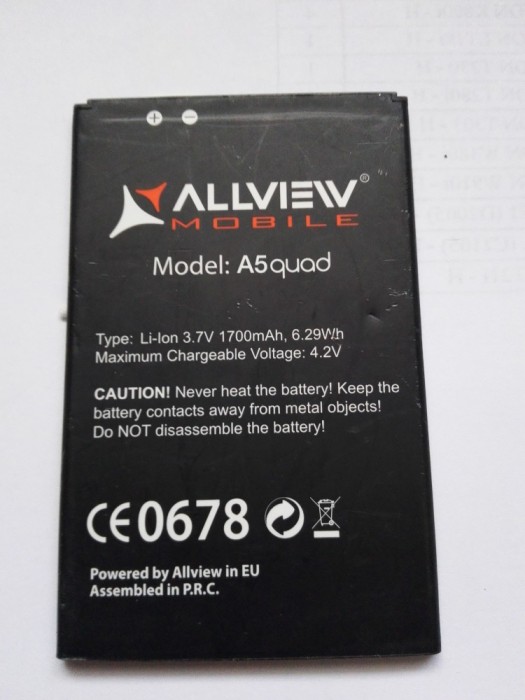 + -
ALLVIEW®
MOBILE
Model: A5quad
Type: Li-Ion 3.7V 1700mAh, 6.29Wh
Maximum Chargeable Voltage: 4.2V
CAUTION! Never heat the battery! Keep the
battery contacts away from metal objects!
Do NOT disassemble the battery!
CE0678
Powered by Allview in EU
Assembled in P.R.C.